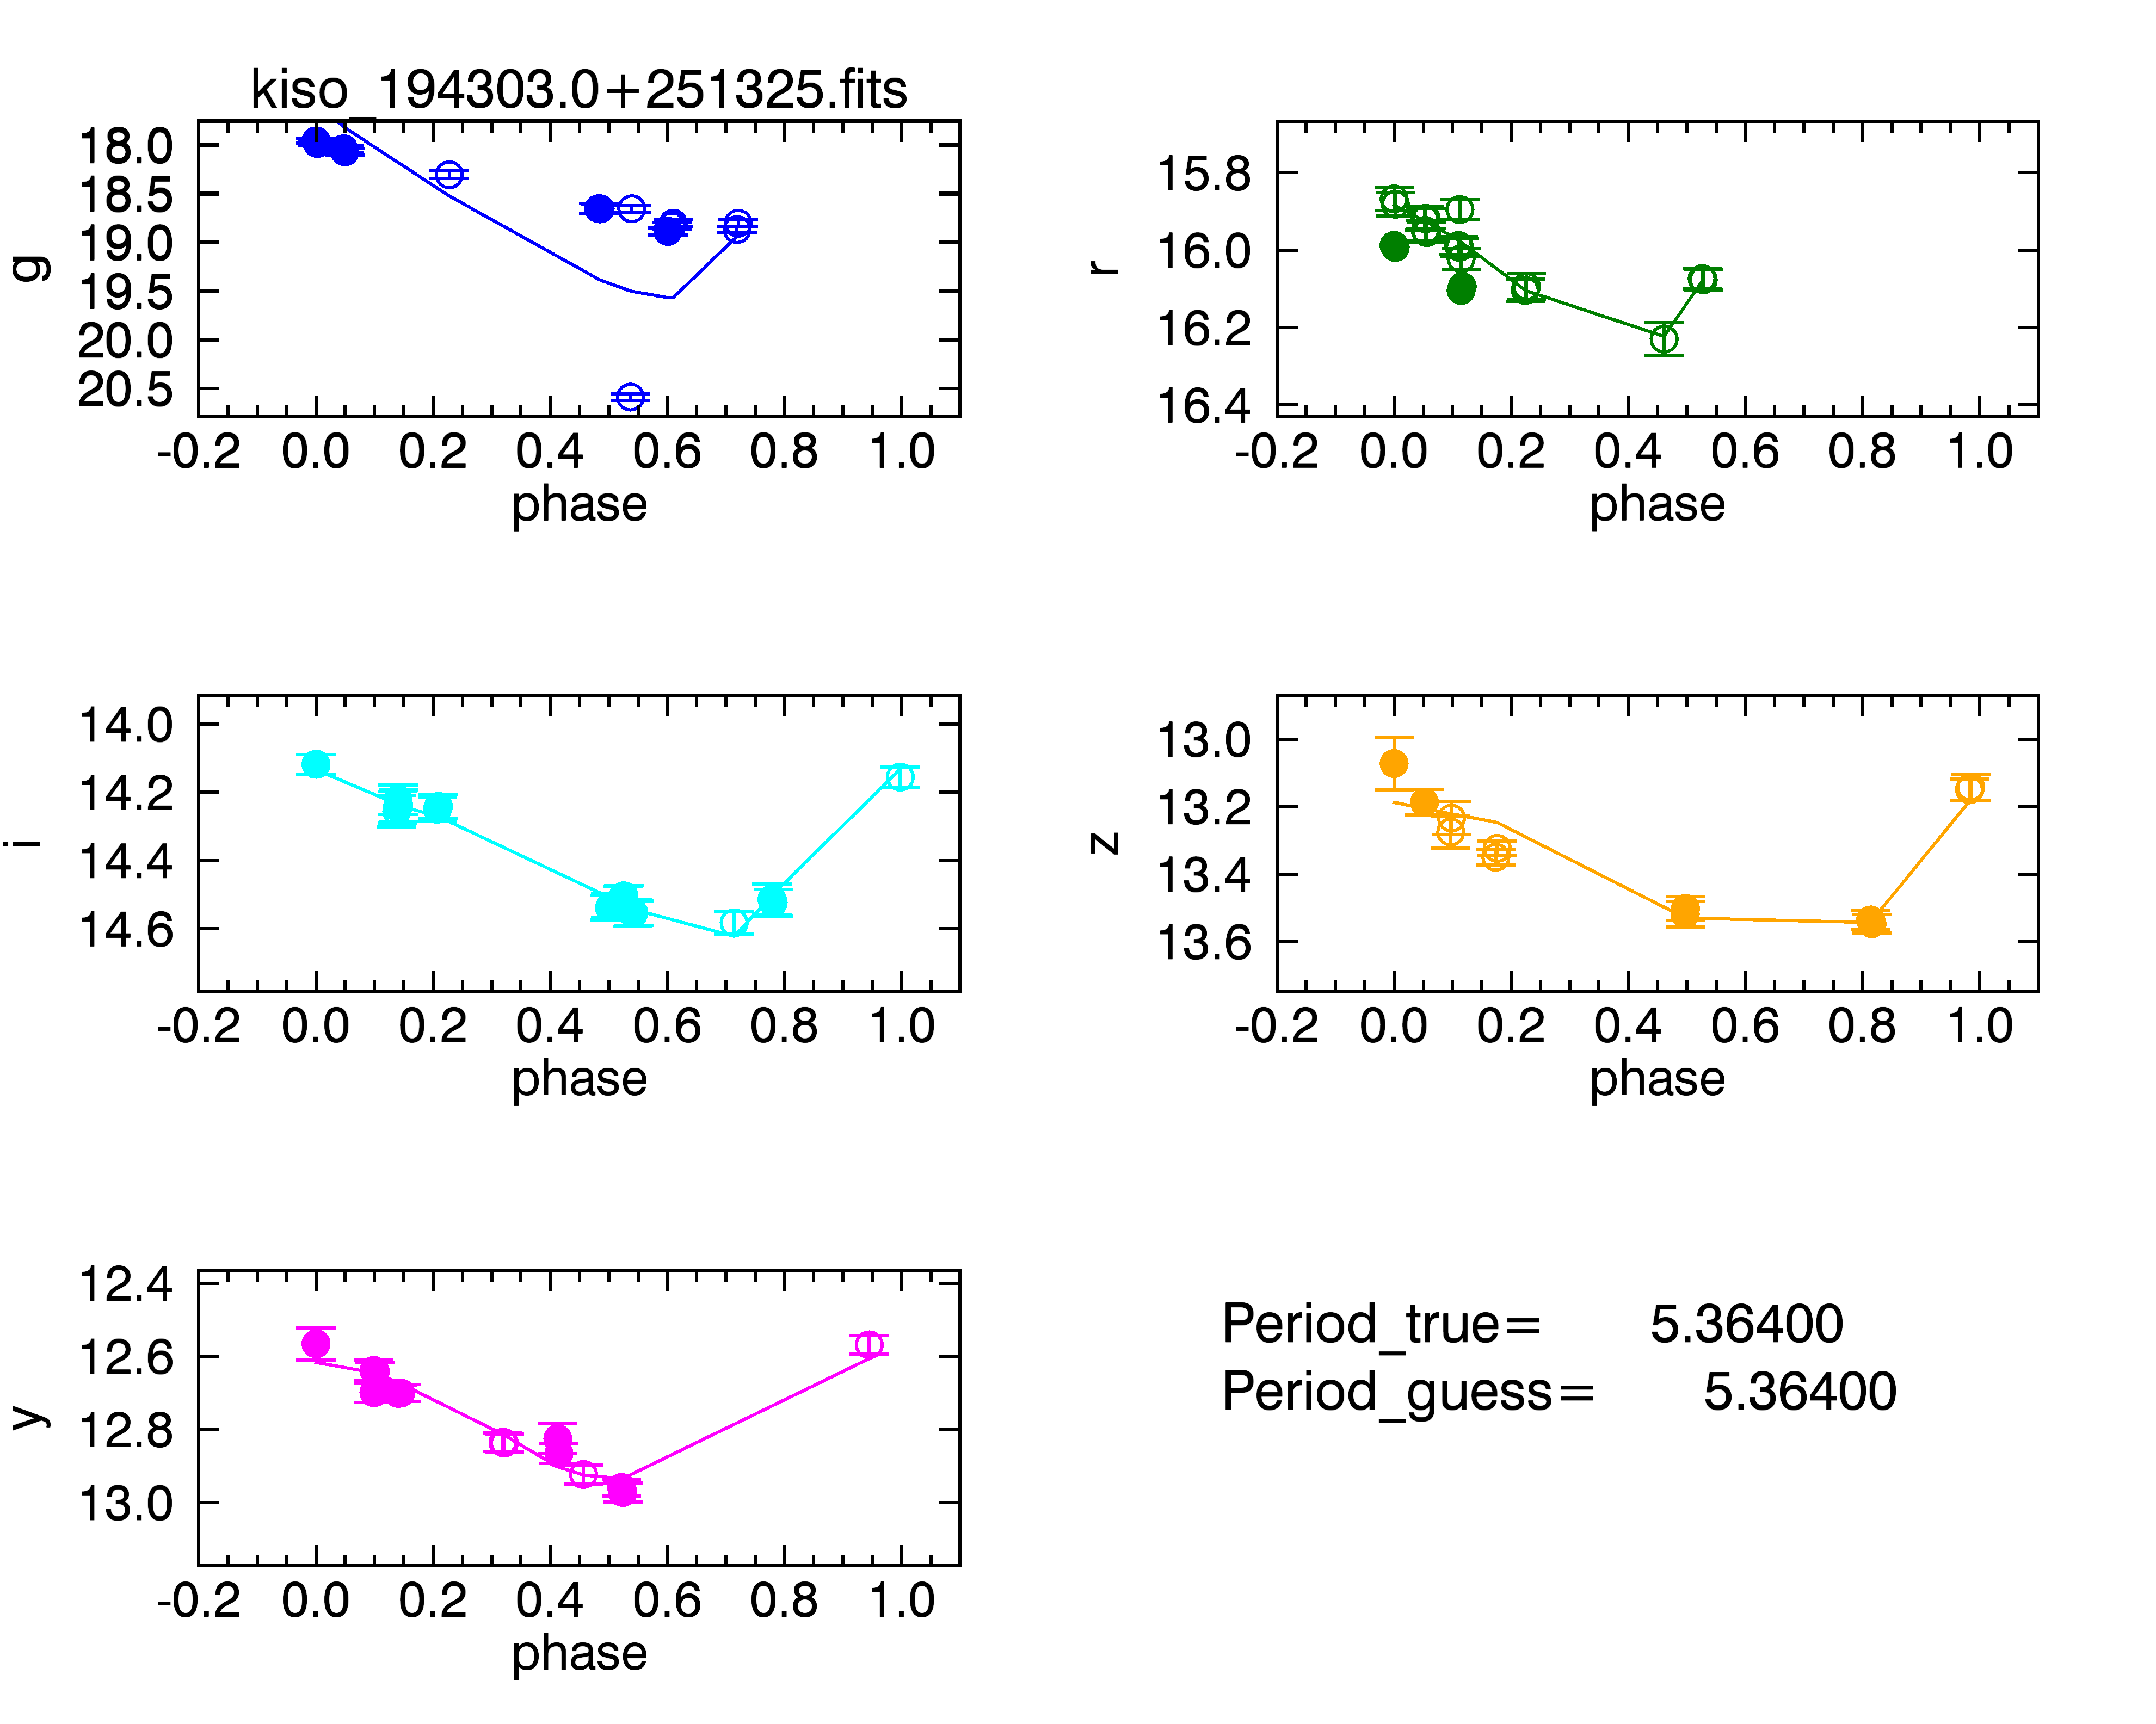 kiso_194303.0+251325.fits
g
18.0
18.5
19.0
19.5
20.0
20.5
-0.2 0.0 0.2 0.4 0.6 0.8 1.0
phase
r
15.8
16.0
16.2
16.4
-0.2 0.0 0.2 0.4 0.6 0.8 1.0
phase
i
14.0
14.2
14.4
14.6
-0.2 0.0 0.2 0.4 0.6 0.8 1.0
phase
z
13.0
13.2
13.4
13.6
-0.2 0.0 0.2 0.4 0.6 0.8 1.0
phase
y
12.4
12.6
12.8
13.0
-0.2 0.0 0.2 0.4 0.6 0.8 1.0
phase
Period_true= 5.36400
Period_guess= 5.36400